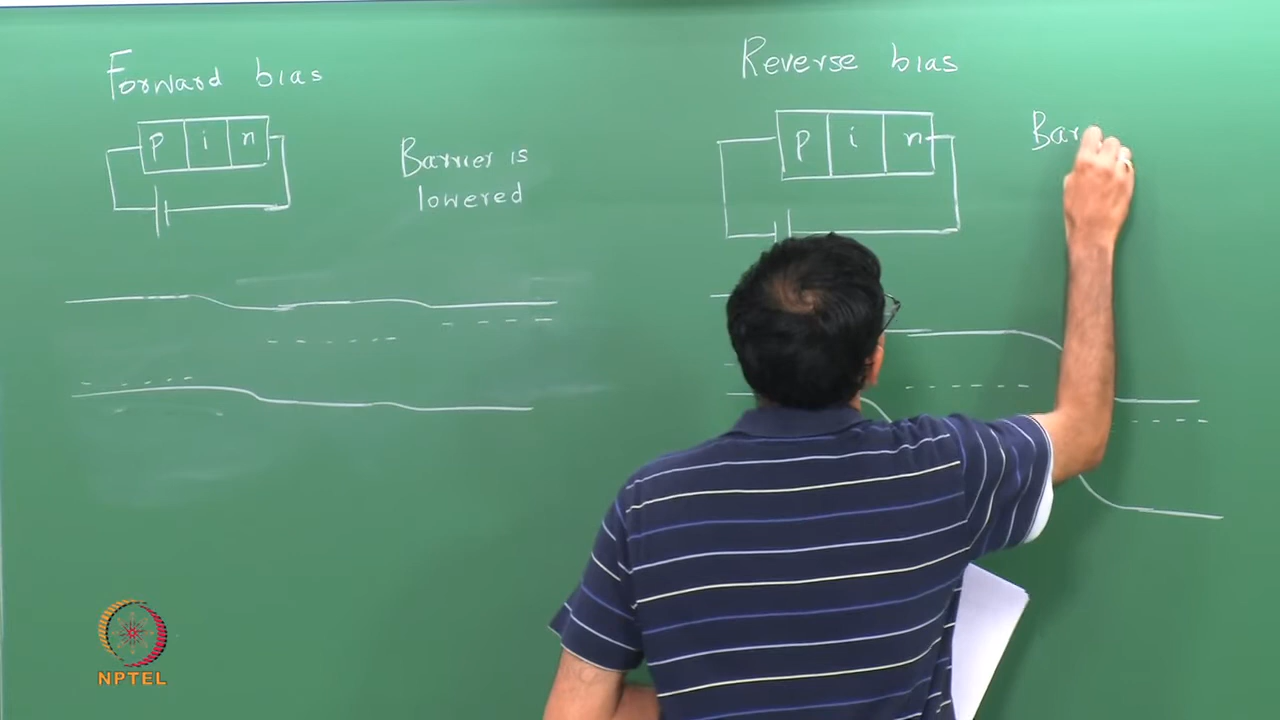 Forward bias
p i n
Barrier is
lowered
Reverse bias
p i n
Bar
NPTEL